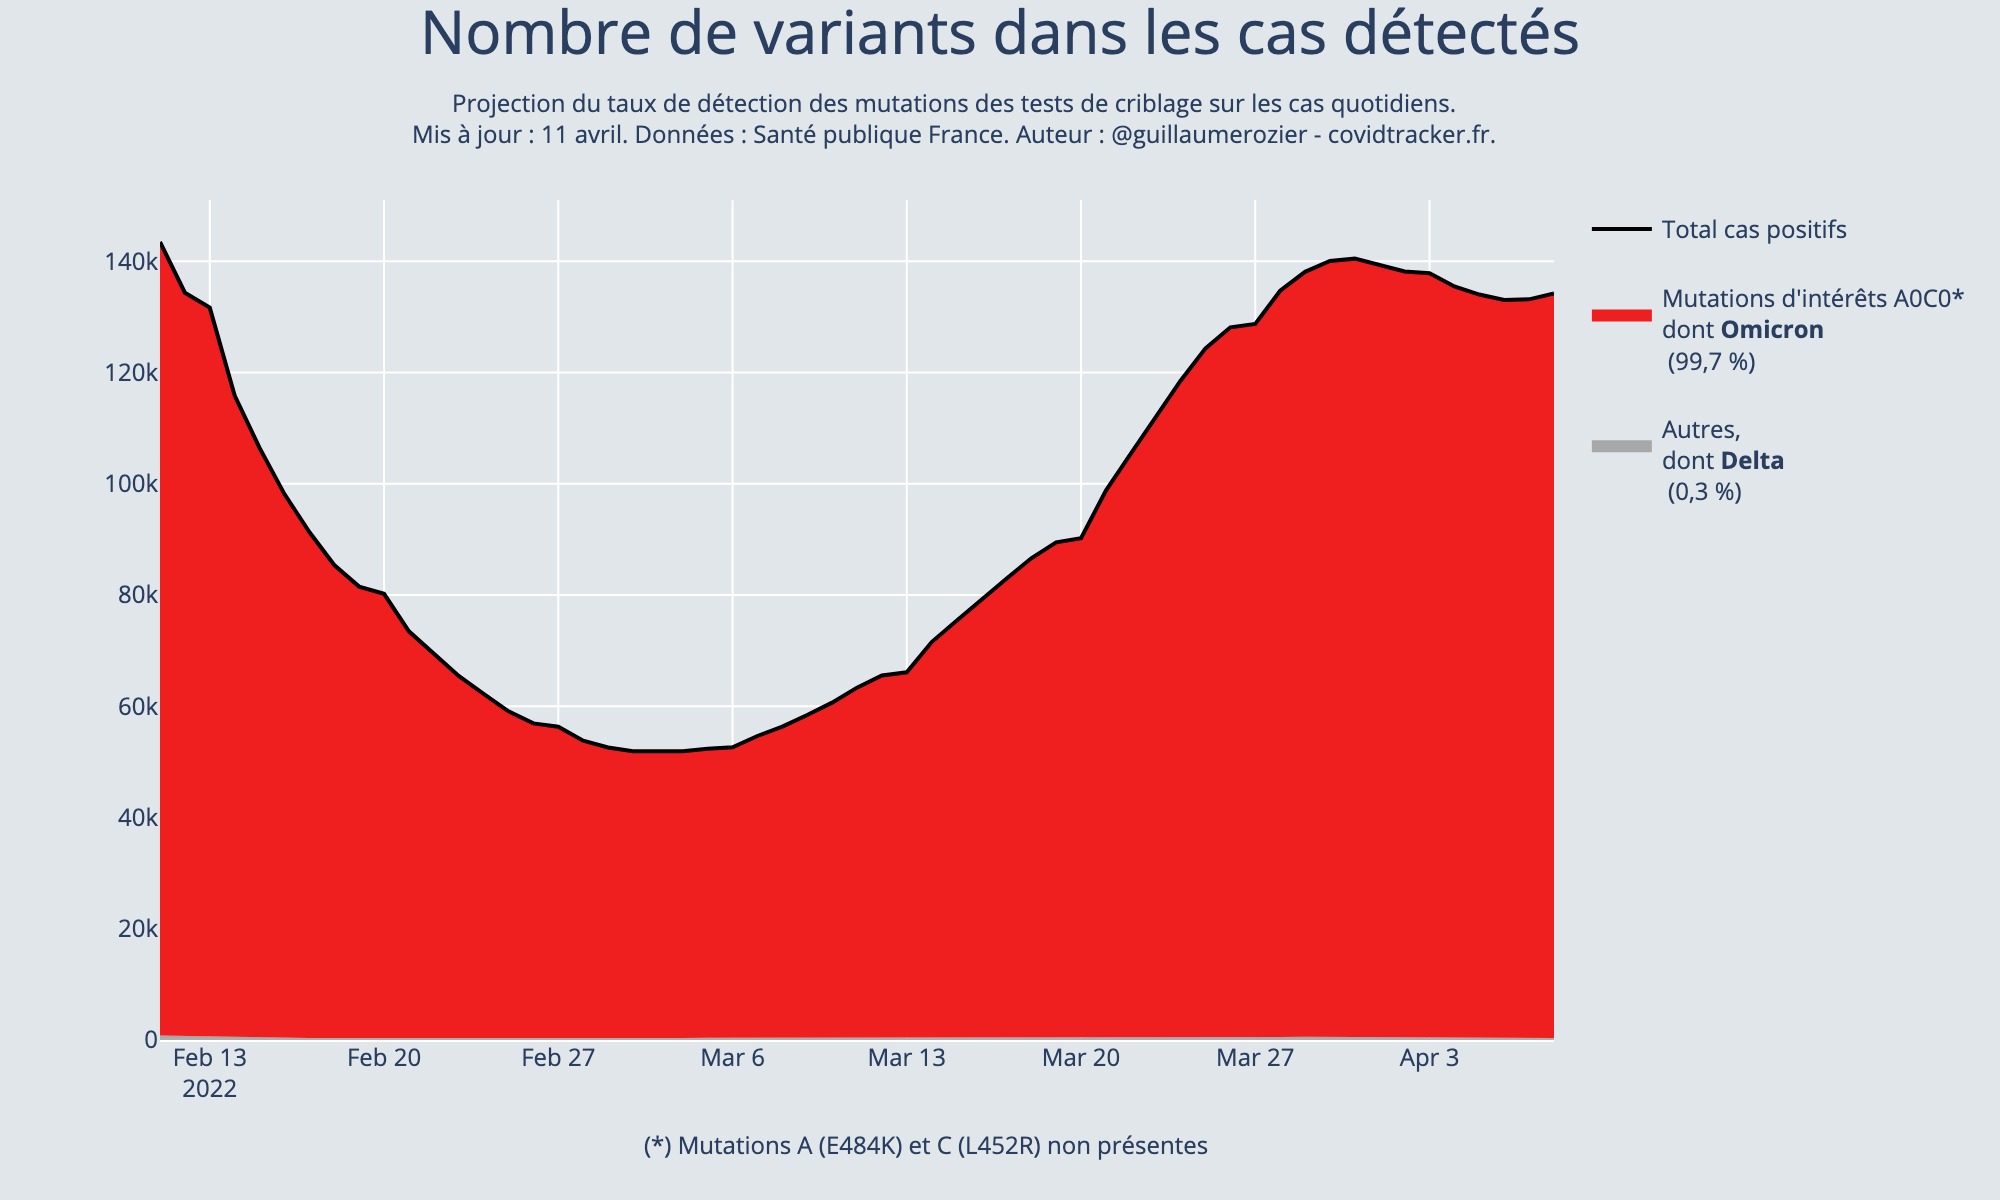 Nombre de variants dans les cas détectés
Projection du taux de détection des mutations des tests de criblage sur les cas quotidiens.
Mis à jour : 11 avril. Données : Santé publique France. Auteur : @guillaumerozier - covidtracker.fr.
140k
120k
100k
80k
60k
40k
20k
0
Feb 13
2022
Feb 20
Feb 27
Mar 6
Mar 13
Mar 20
Mar 27
Apr 3
Total cas positifs
Mutations d'intérêts A0C0*
dont Omicron
(99,7 %)
Autres,
dont Delta
(0,3 %)
(*) Mutations A (E484K) et C (L452R) non présentes